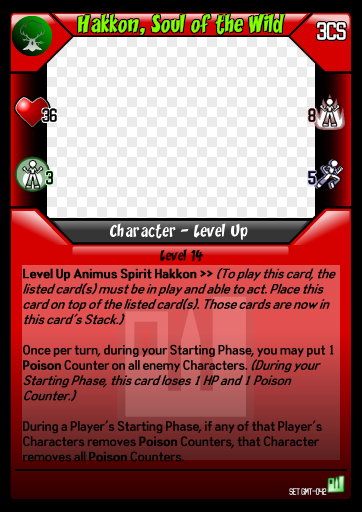 Hakkon, Soul of the Wild
3CS
36
8
3
5
Character - Level Up
Level 14
Level Up Animus Spirit Hakkon >> (To play this card, the
listed card(s) must be in play and able to act. Place this
card on top of the listed card(s). Those cards are now in
this card's Stack.)
Once per turn, during your Starting Phase, you may put 1
Poison Counter on all enemy Characters. (During your
Starting Phase, this card loses 1 HP and 1 Poison
Counter.)
During a Player's Starting Phase, if any of that Player's
Characters removes Poison Counters, that Character
removes all Poison Counters.
SET GMT-042